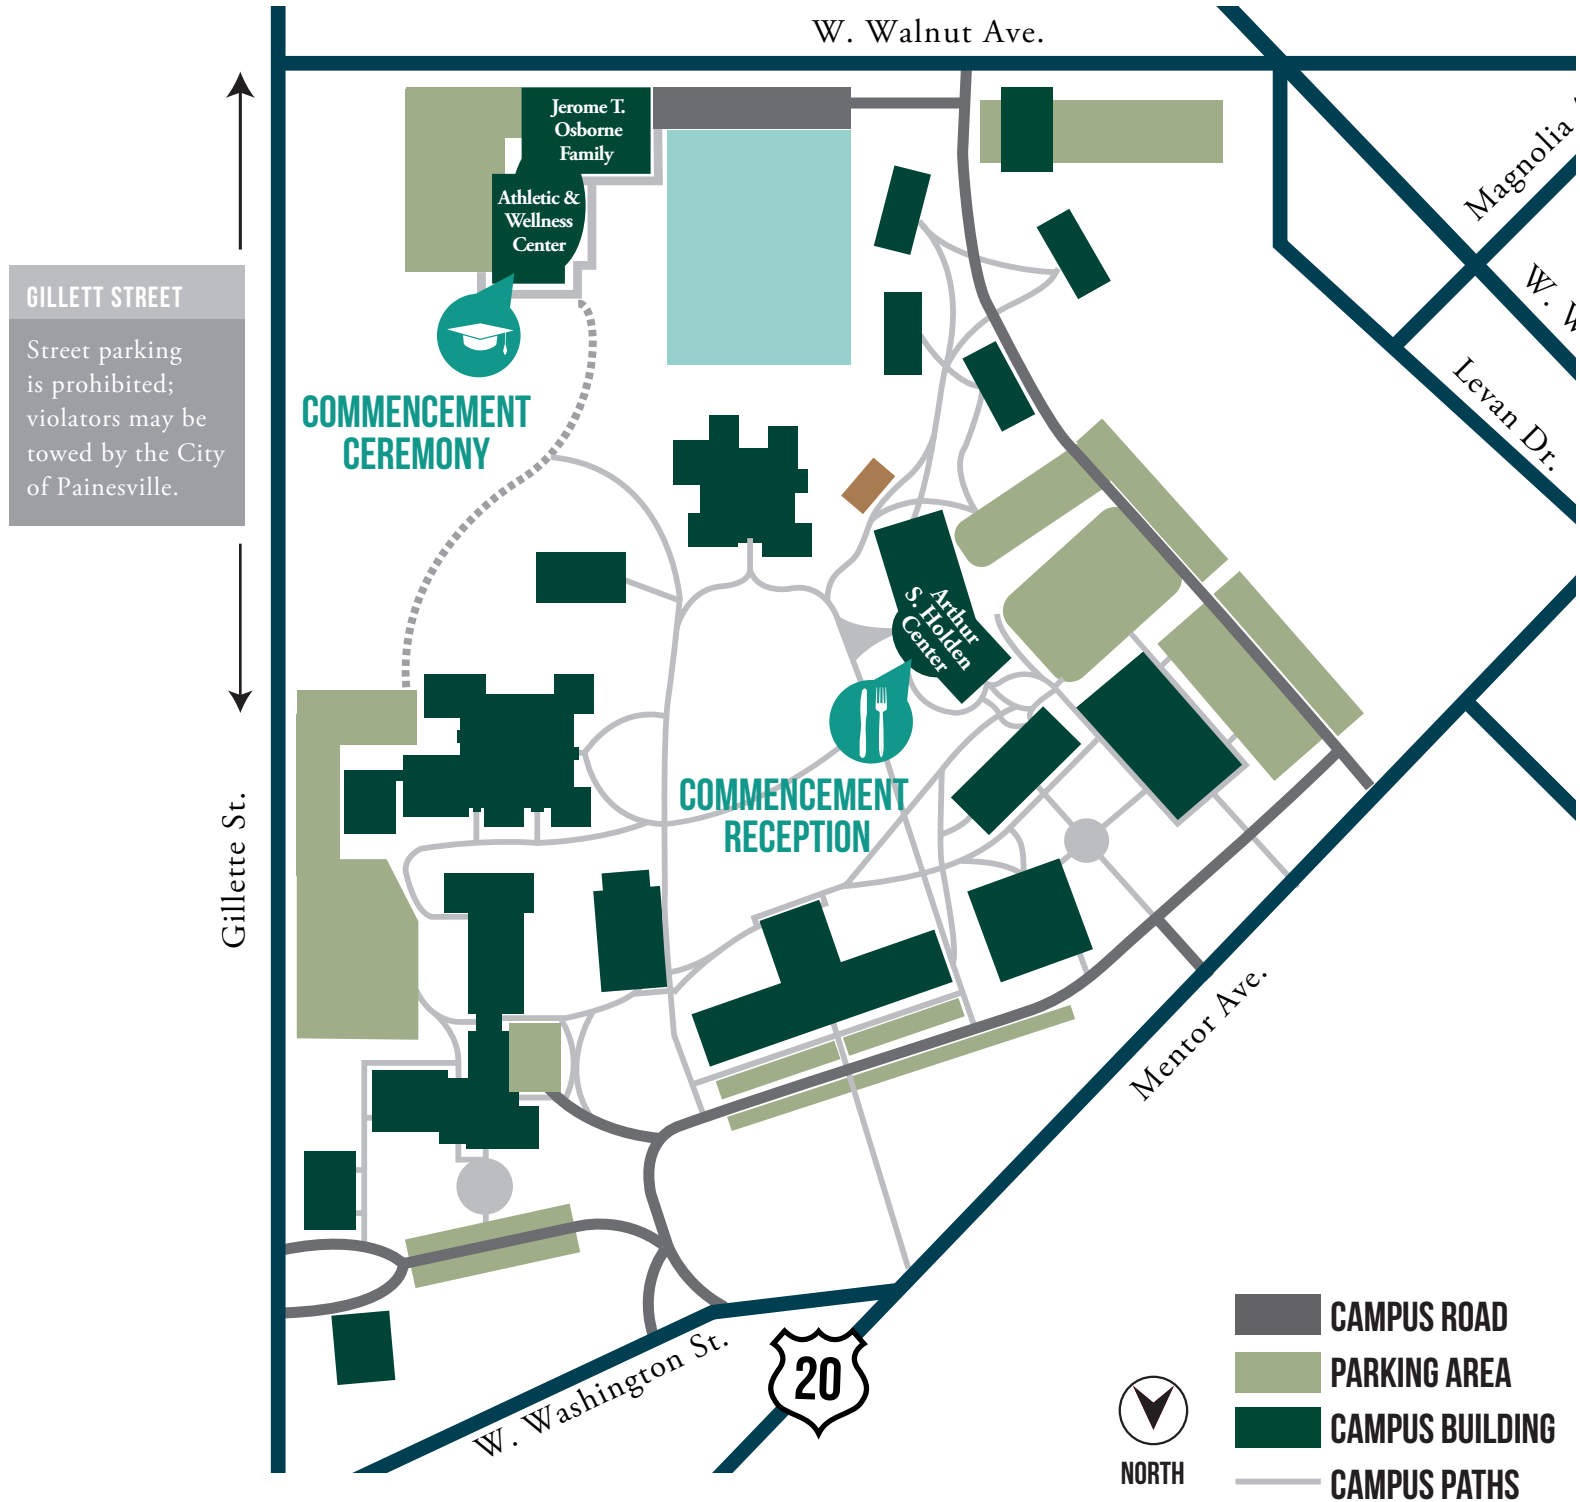 W. Walnut Ave.
Jerome T.
Osborne
Family
Athletic &
Wellness
Center
Magnolia
W. W
Levan Dr.
GILLETT STREET
Street parking
is prohibited;
violators may be
towed by the City
of Painesville.
COMMENCEMENT
CEREMONY
Arthur
S. Holden
Center
COMMENCEMENT
RECEPTION
Gillette St.
Mentor Ave.
W. Washington St.
20
NORTH
CAMPUS ROAD
PARKING AREA
CAMPUS BUILDING
CAMPUS PATHS